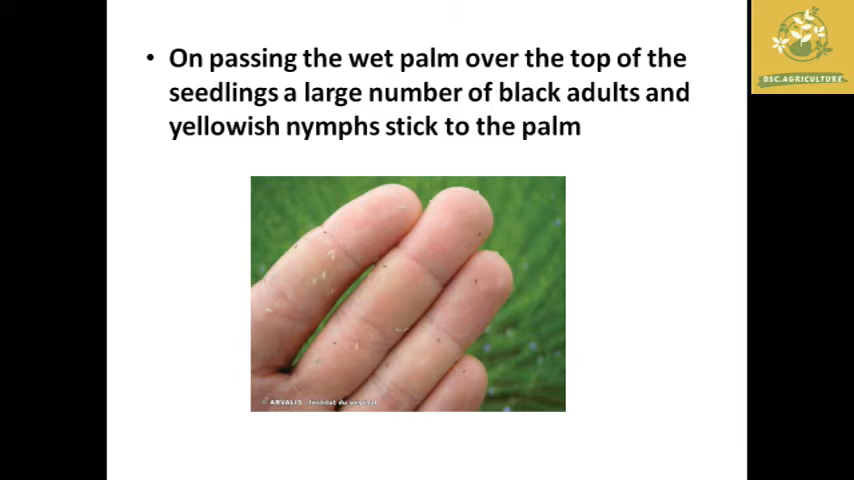 • On passing the wet palm over the top of the
seedlings a large number of black adults and
yellowish nymphs stick to the palm
BSC.AGRICULTURE
© ARVALIS - Institut du végétal